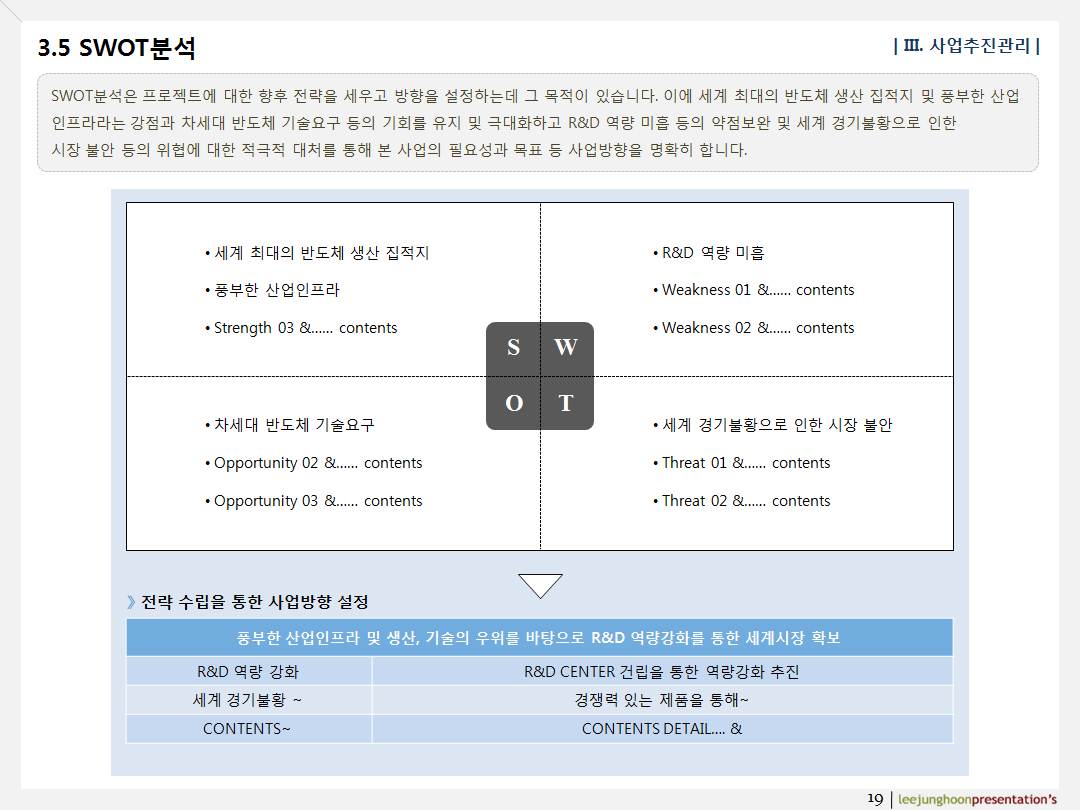 3.5 SWOT분석
| Ⅲ. 사업추진관리 |
SWOT분석은 프로젝트에 대한 향후 전략을 세우고 방향을 설정하는데 그 목적이 있습니다. 이에 세계 최대의 반도체 생산 집적지 및 풍부한 산업
인프라라는 강점과 차세대 반도체 기술요구 등의 기회를 유지 및 극대화하고 R&D 역량 미흡 등의 약점보완 및 세계 경기불황으로 인한
시장 불안 등의 위협에 대한 적극적 대처를 통해 본 사업의 필요성과 목표 등 사업방향을 명확히 합니다.
• 세계 최대의 반도체 생산 집적지
• 풍부한 산업인프라
• Strength 03 &...... contents
• R&D 역량 미흡
• Weakness 01 &...... contents
• Weakness 02 &...... contents
S W
O T
• 차세대 반도체 기술요구
• Opportunity 02 &...... contents
• Opportunity 03 &...... contents
• 세계 경기불황으로 인한 시장 불안
• Threat 01 &...... contents
• Threat 02 &...... contents
》전략 수립을 통한 사업방향 설정
풍부한 산업인프라 및 생산, 기술의 우위를 바탕으로 R&D 역량강화를 통한 세계시장 확보
R&D 역량 강화 R&D CENTER 건립을 통한 역량강화 추진
세계 경기불황 ~ 경쟁력 있는 제품을 통해~
CONTENTS~ CONTENTS DETAIL.... &
19 | leejunghoonpresentation's